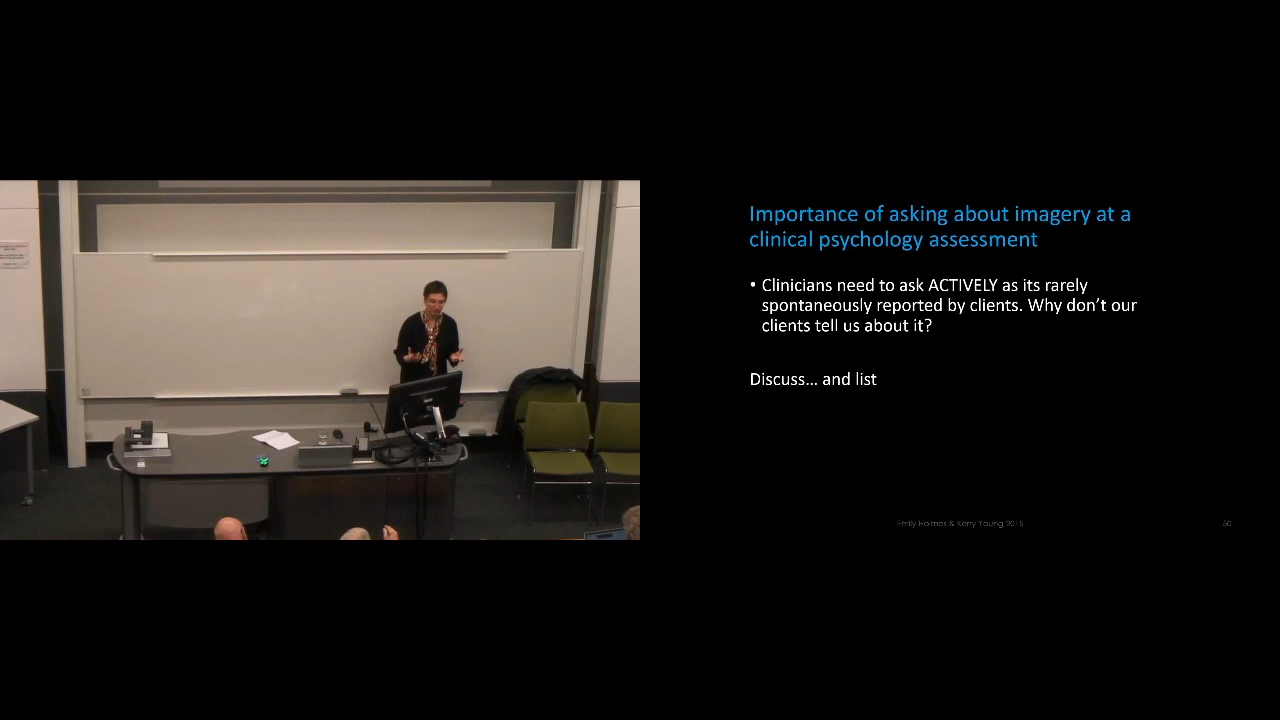 Importance of asking about imagery at a
clinical psychology assessment
• Clinicians need to ask ACTIVELY as its rarely
spontaneously reported by clients. Why don't our
clients tell us about it?
Discuss... and list
Emily Holmes & Kerry Young 2015
50